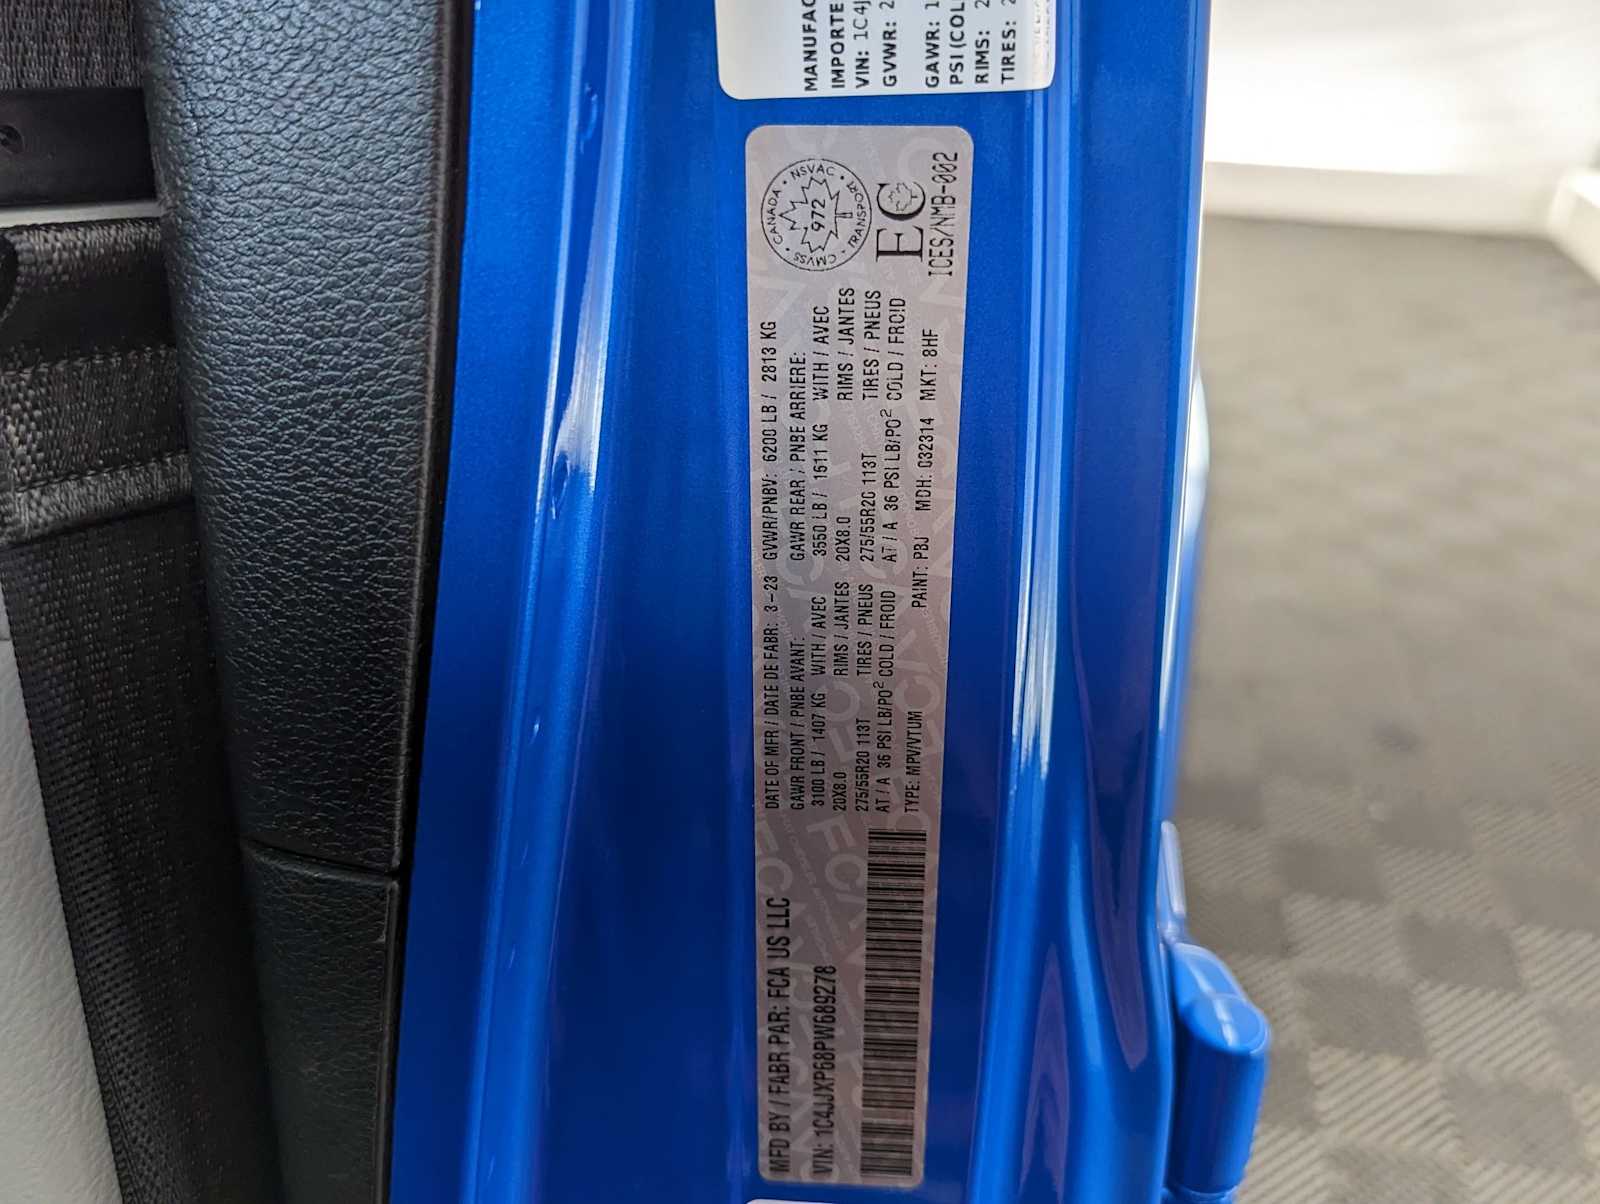 MANUFAC
IMPORTE
VIN: 1C4J
GVWR: 2
GAWR: 1
PSI (COL
RIMS: 2
TIRES: 2
MFD BY / FABR PAR: FCA US LLC
VIN: 1C4JJXP68PW689278
DATE OF MFR / DATE DE FABR: 3-23 GVWR/PNBV: 6200 LB / 2813 KG
GAWR FRONT / PNBE AVANT: GAWR REAR / PNBE ARRIERE:
3100 LB / 1407 KG WITH / AVEC 3550 LB / 1611 KG WITH / AVEC
20X8.0 RIMS / JANTES 20X8.0 RIMS / JANTES
275/55R20 113T TIRES / PNEUS 275/55R20 113T TIRES / PNEUS
AT / A 36 PSI LB/PO² COLD / FROID AT / A 36 PSI LB/PO² COLD / FROID
TYPE: MPV/VTUM PAINT: PBJ MDH: 032314 MKT: 8HF
CANADA • NSVAC • TRANSPORT • CMVSS •
972
EC
ICES/NMB-002